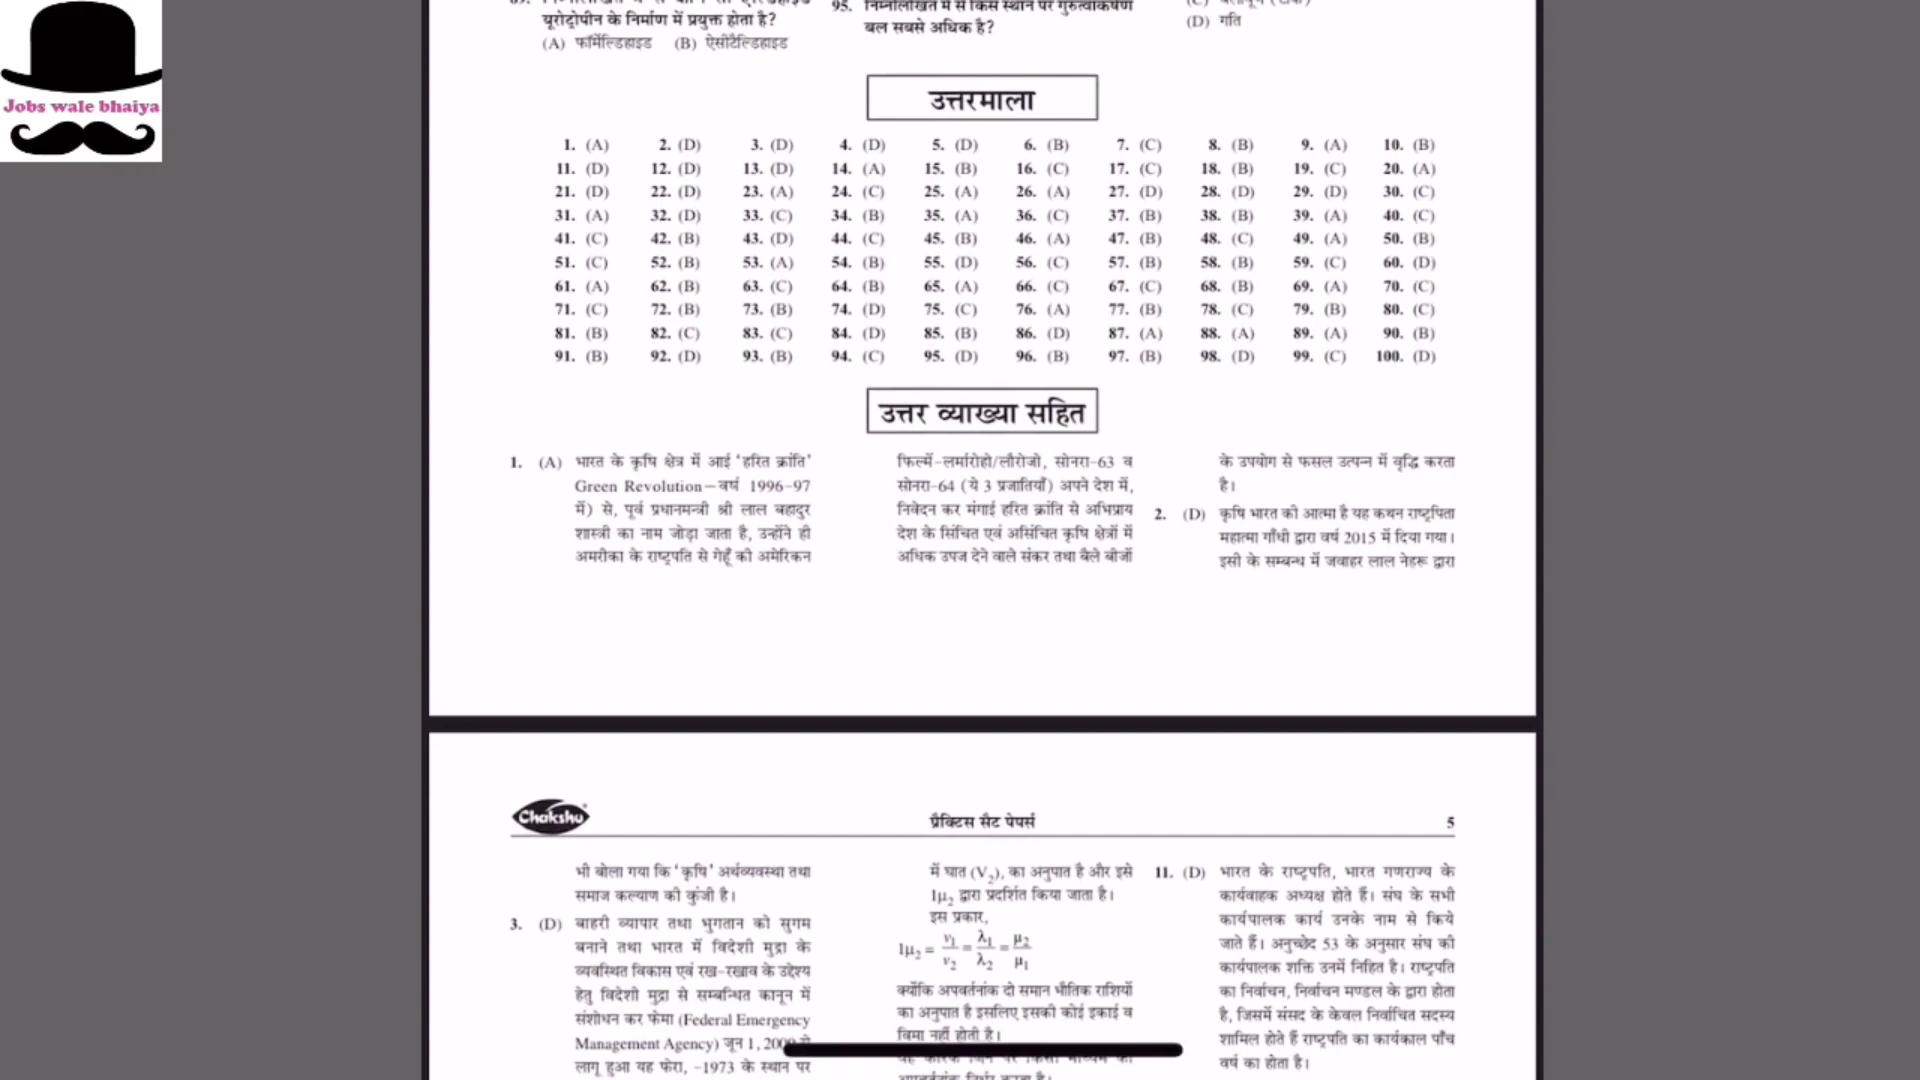 Jobs wale bhaiya
यूरोट्रोपीन के निर्माण में प्रयुक्त होता है?
(A) फॉर्मेल्डिहाइड (B) ऐसीटैल्डिहाइड
95. निम्नलिखित में से किस स्थान पर गुरुत्वाकर्षण
बल सबसे अधिक है?
(D) गति
उत्तरमाला
1. (A) 2. (D) 3. (D) 4. (D) 5. (D) 6. (B) 7. (C) 8. (B) 9. (A) 10. (B)
11. (D) 12. (D) 13. (D) 14. (A) 15. (B) 16. (C) 17. (C) 18. (B) 19. (C) 20. (A)
21. (D) 22. (D) 23. (A) 24. (C) 25. (A) 26. (A) 27. (D) 28. (D) 29. (D) 30. (C)
31. (A) 32. (D) 33. (C) 34. (B) 35. (A) 36. (C) 37. (B) 38. (B) 39. (A) 40. (C)
41. (C) 42. (B) 43. (D) 44. (C) 45. (B) 46. (A) 47. (B) 48. (C) 49. (A) 50. (B)
51. (C) 52. (B) 53. (A) 54. (B) 55. (D) 56. (C) 57. (B) 58. (B) 59. (C) 60. (D)
61. (A) 62. (B) 63. (C) 64. (B) 65. (A) 66. (C) 67. (C) 68. (B) 69. (A) 70. (C)
71. (C) 72. (B) 73. (B) 74. (D) 75. (C) 76. (A) 77. (B) 78. (C) 79. (B) 80. (C)
81. (B) 82. (C) 83. (C) 84. (D) 85. (B) 86. (D) 87. (A) 88. (A) 89. (A) 90. (B)
91. (B) 92. (D) 93. (B) 94. (C) 95. (D) 96. (B) 97. (B) 98. (D) 99. (C) 100. (D)
उत्तर व्याख्या सहित
1. (A) भारत के कृषि क्षेत्र में आई 'हरित क्रांति'
Green Revolution—वर्ष 1996-97
में) से, पूर्व प्रधानमन्त्री श्री लाल बहादुर
शास्त्री का नाम जोड़ा जाता है, उन्होंने ही
अमरीका के राष्ट्रपति से गेहूँ की अमेरिकन
फिल्में-लर्मारोहो/लौरोजो, सोनरा-63 व
सोनरा-64 (ये 3 प्रजातियाँ) अपने देश में,
निवेदन कर मंगाई हरित क्रांति से अभिप्राय
देश के सिंचित एवं असिंचित कृषि क्षेत्रों में
अधिक उपज देने वाले संकर तथा बैले बीजों
के उपयोग से फसल उत्पन्न में वृद्धि करता
है।
2. (D) कृषि भारत की आत्मा है यह कथन राष्ट्रपिता
महात्मा गाँधी द्वारा वर्ष 2015 में दिया गया।
इसी के सम्बन्ध में जवाहर लाल नेहरू द्वारा
Chakshu
प्रैक्टिस सैट पेपर्स
5
भी बोला गया कि 'कृषि' अर्थव्यवस्था तथा
समाज कल्याण की कुंजी है।
3. (D) बाहरी व्यापार तथा भुगतान को सुगम
बनाने तथा भारत में विदेशी मुद्रा के
व्यवस्थित विकास एवं रख-रखाव के उद्देश्य
हेतु विदेशी मुद्रा से सम्बन्धित कानून में
संशोधन कर फेमा (Federal Emergency
Management Agency) जून 1, 2000 से
लागू हुआ यह फेरा, -1973 के स्थान पर
में घात (V₂), का अनुपात है और इसे
1μ₂ द्वारा प्रदर्शित किया जाता है।
इस प्रकार,
1μ₂ = v₁/v₂ = λ₁/λ₂ = μ₂/μ₁
क्योंकि अपवर्तनांक दो समान भौतिक राशियों
का अनुपात है इसलिए इसकी कोई इकाई व
विमा नहीं होती है।
11. (D) भारत के राष्ट्रपति, भारत गणराज्य के
कार्यवाहक अध्यक्ष होते हैं। संघ के सभी
कार्यपालक कार्य उनके नाम से किये
जाते हैं। अनुच्छेद 53 के अनुसार संघ की
कार्यपालक शक्ति उनमें निहित है। राष्ट्रपति
का निर्वाचन, निर्वाचन मण्डल के द्वारा होता
है, जिसमें संसद के केवल निर्वाचित सदस्य
शामिल होते हैं राष्ट्रपति का कार्यकाल पाँच
वर्ष का होता है।